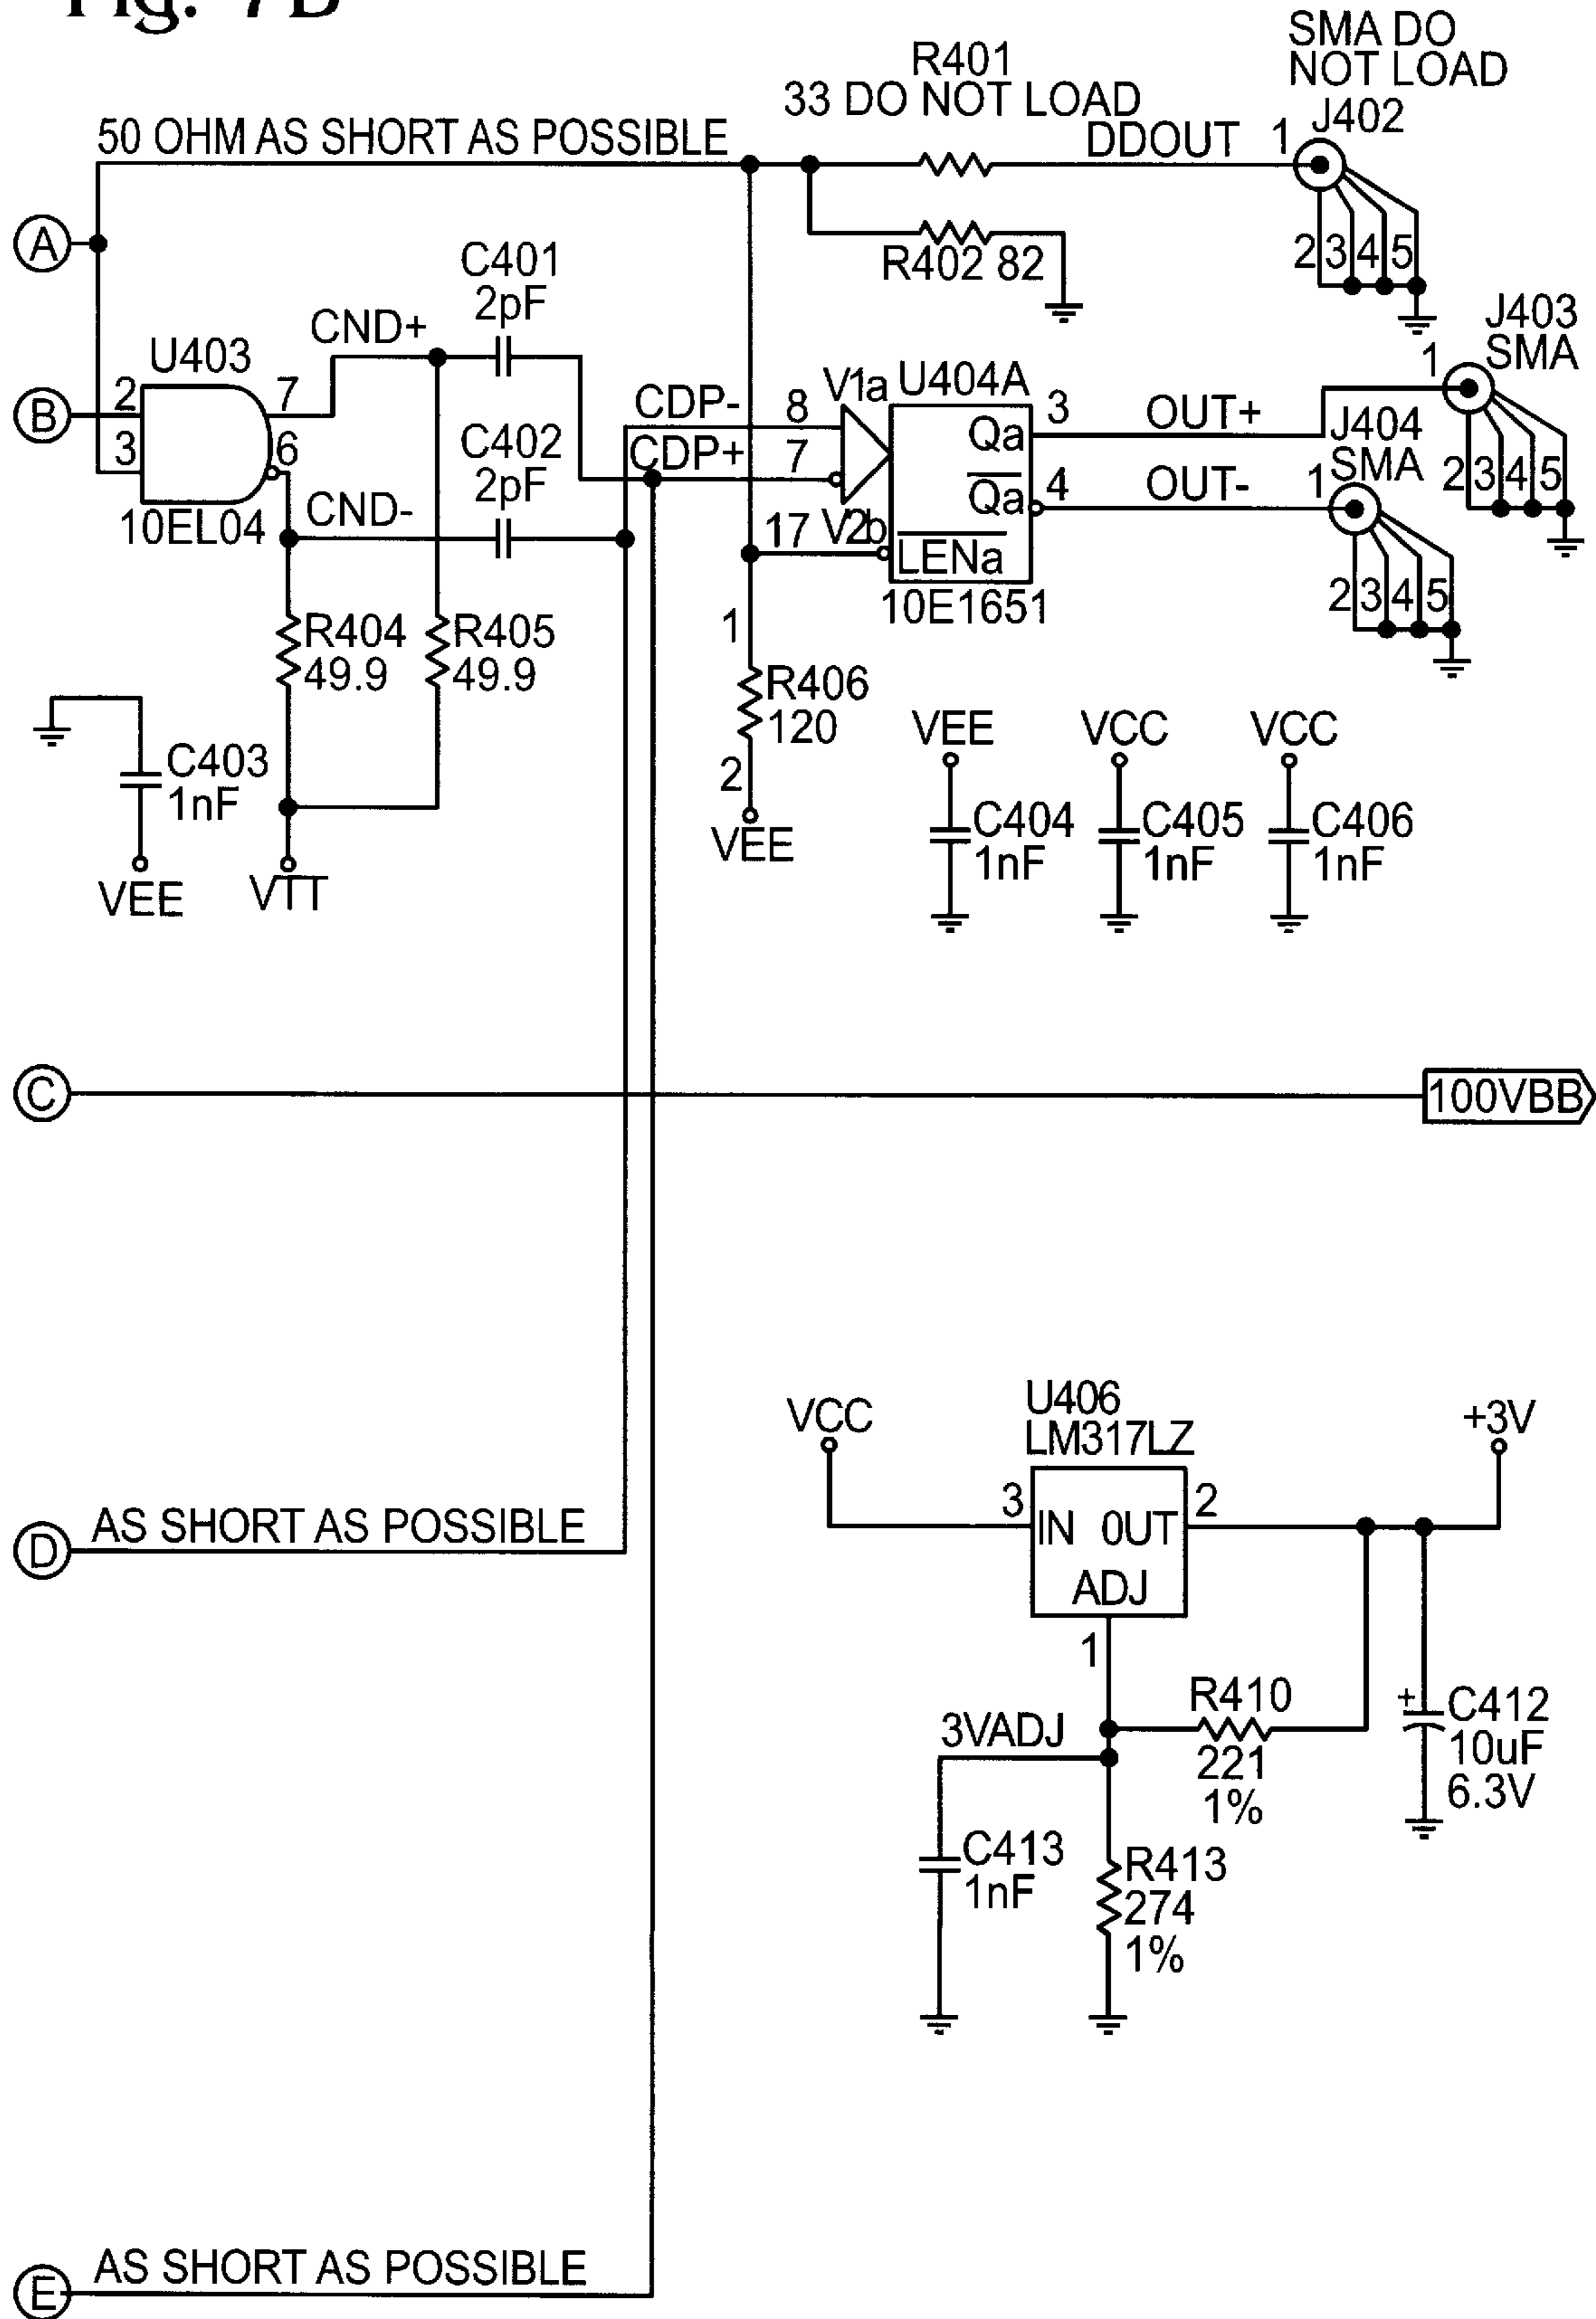 Fig. 7B
SMA DO
NOT LOAD
J402
R401
33 DO NOT LOAD
50 OHM AS SHORT AS POSSIBLE
DDOUT
1
2 3 4 5
A
R402 82
C401
2pF
CND+
U403
B
2
3
7
6
10EL04
CND-
C402
2pF
CDP-
CDP+
8
7
17
V1a
V2b
U404A
Qa
Qa
LENa
10E1651
3
4
OUT+
OUT-
J403
SMA
1
2 3 4 5
J404
SMA
1
2 3 4 5
R404
49.9
R405
49.9
1
R406
120
2
VEE
C403
1nF
VEE
VTT
VEE
C404
1nF
VCC
C405
1nF
VCC
C406
1nF
C
100VBB
D
AS SHORT AS POSSIBLE
VCC
U406
LM317LZ
+3V
3
IN
OUT
2
ADJ
1
3VADJ
R410
221
1%
+
C412
10uF
6.3V
C413
1nF
R413
274
1%
E
AS SHORT AS POSSIBLE